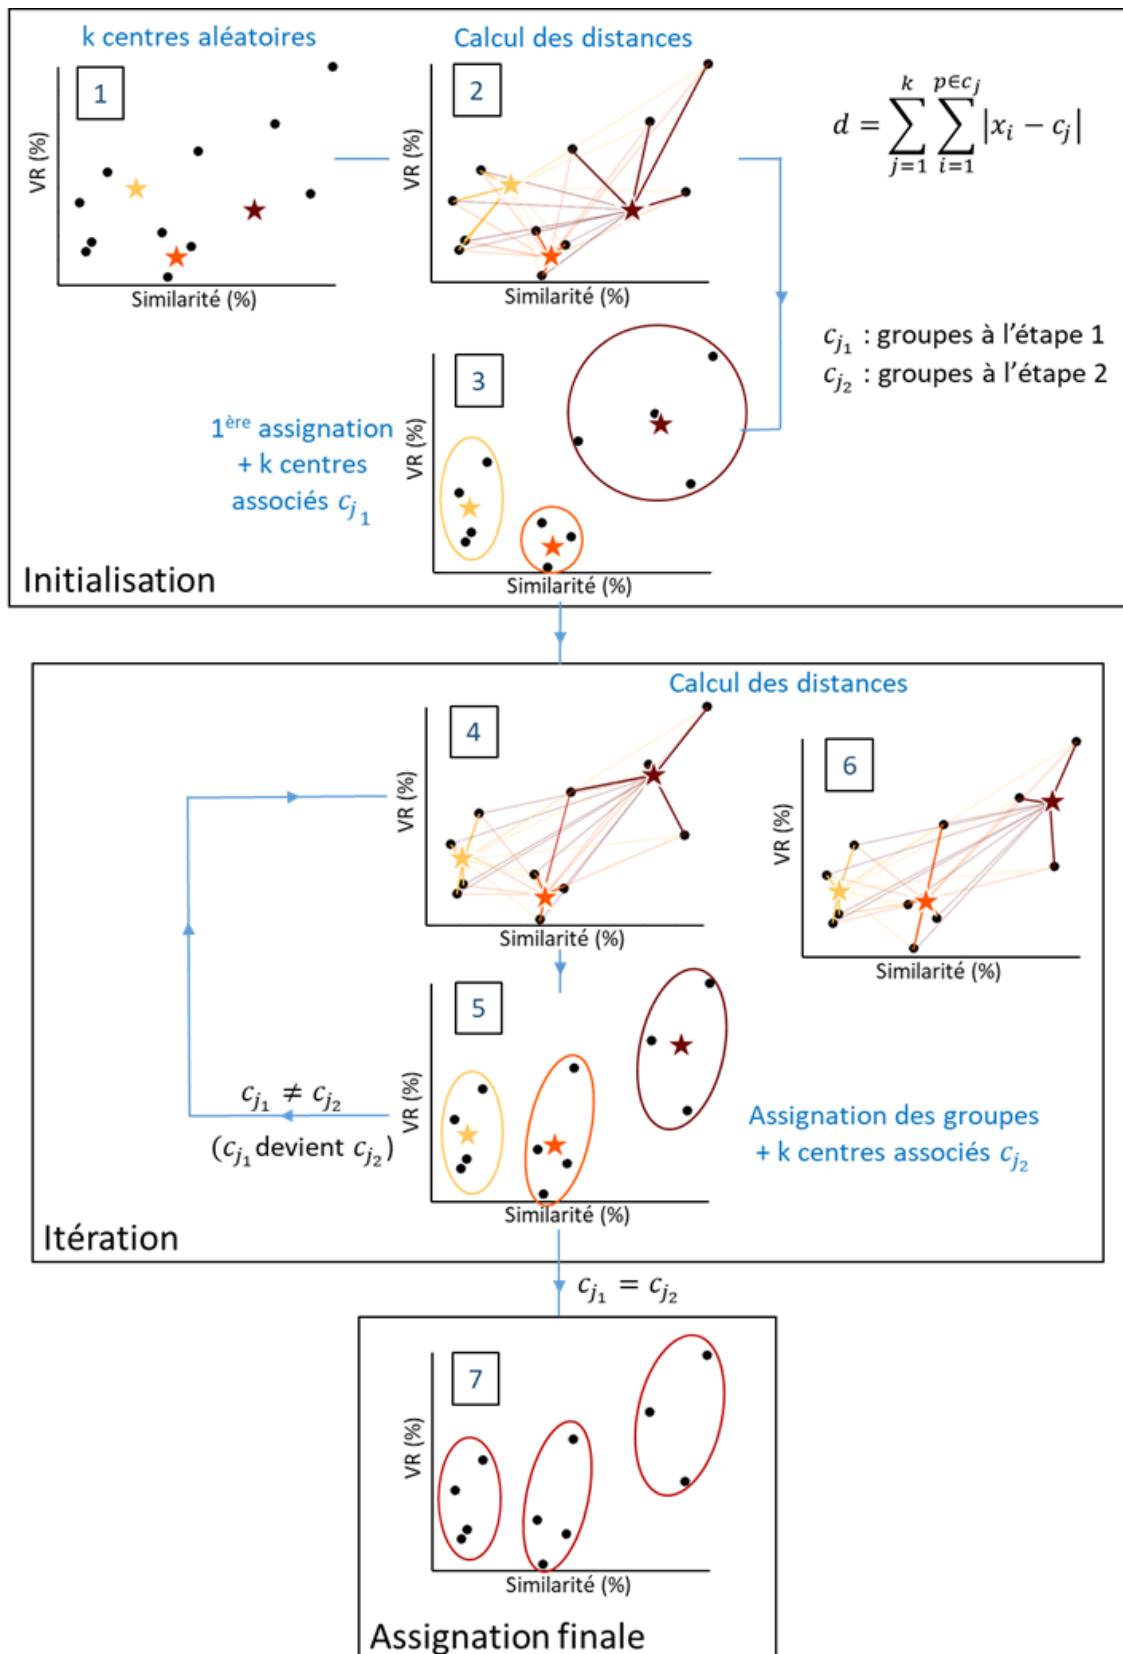 k centres aléatoires
Calcul des distances
1
VR (%)
Similarité (%)
2
VR (%)
Similarité (%)
d = \sum_{j=1}^{k} \sum_{i=1}^{p∈c_j} |x_i − c_j|
c_{j_1} : groupes à l’étape 1
c_{j_2} : groupes à l’étape 2
3
VR (%)
Similarité (%)
1ère assignation
+ k centres
associés c_{j_1}
Initialisation
Calcul des distances
4
VR (%)
Similarité (%)
6
VR (%)
Similarité (%)
5
VR (%)
Similarité (%)
c_{j_1} ≠ c_{j_2}
(c_{j_1} devient c_{j_2})
Assignation des groupes
+ k centres associés c_{j_2}
Itération
c_{j_1} = c_{j_2}
7
VR (%)
Similarité (%)
Assignation finale